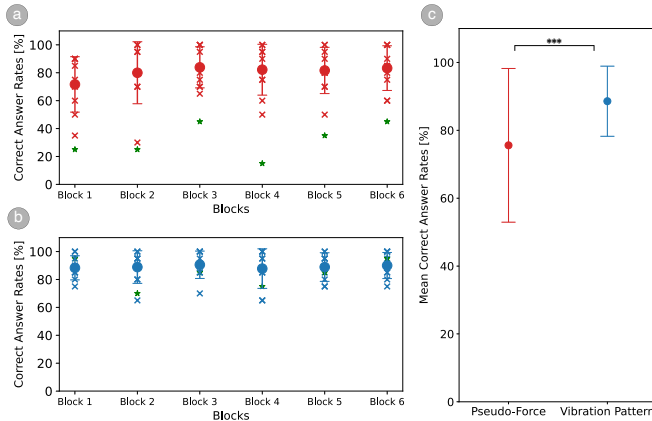 a
Correct Answer Rates [%]
100
80
60
40
20
0
Block 1 Block 2 Block 3 Block 4 Block 5 Block 6
Blocks
b
Correct Answer Rates [%]
100
80
60
40
20
0
Block 1 Block 2 Block 3 Block 4 Block 5 Block 6
Blocks
c
Mean Correct Answer Rates [%]
100
80
60
40
20
0
***
Pseudo-Force Vibration Pattern